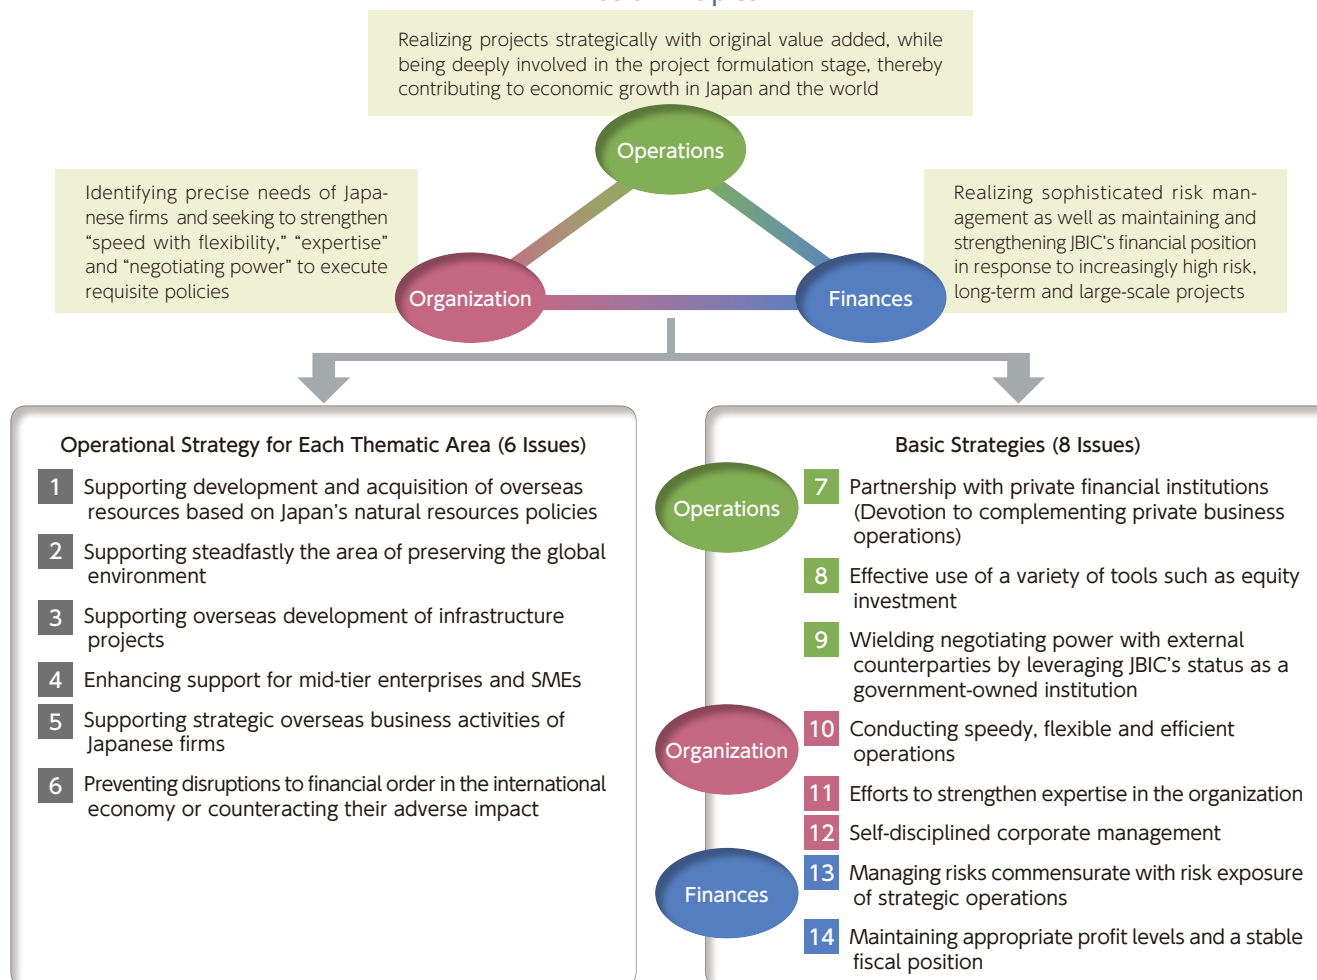 Realizing projects strategically with original value added, while
being deeply involved in the project formulation stage, thereby
contributing to economic growth in Japan and the world
Operations
Identifying precise needs of Japa-
nese firms and seeking to strengthen
“speed with flexibility,” “expertise”
and “negotiating power” to execute
requisite policies
Realizing sophisticated risk man-
agement as well as maintaining and
strengthening JBIC’s financial position
in response to increasingly high risk,
long-term and large-scale projects
Organization
Finances
Operational Strategy for Each Thematic Area (6 Issues)
1 Supporting development and acquisition of overseas
resources based on Japan’s natural resources policies
2 Supporting steadfastly the area of preserving the global
environment
3 Supporting overseas development of infrastructure
projects
4 Enhancing support for mid-tier enterprises and SMEs
5 Supporting strategic overseas business activities of
Japanese firms
6 Preventing disruptions to financial order in the international
economy or counteracting their adverse impact
Basic Strategies (8 Issues)
Operations
7 Partnership with private financial institutions
(Devotion to complementing private business
operations)
8 Effective use of a variety of tools such as equity
investment
9 Wielding negotiating power with external
counterparties by leveraging JBIC’s status as a
government-owned institution
Organization
10 Conducting speedy, flexible and efficient
operations
11 Efforts to strengthen expertise in the organization
12 Self-disciplined corporate management
Finances
13 Managing risks commensurate with risk exposure
of strategic operations
14 Maintaining appropriate profit levels and a stable
fiscal position